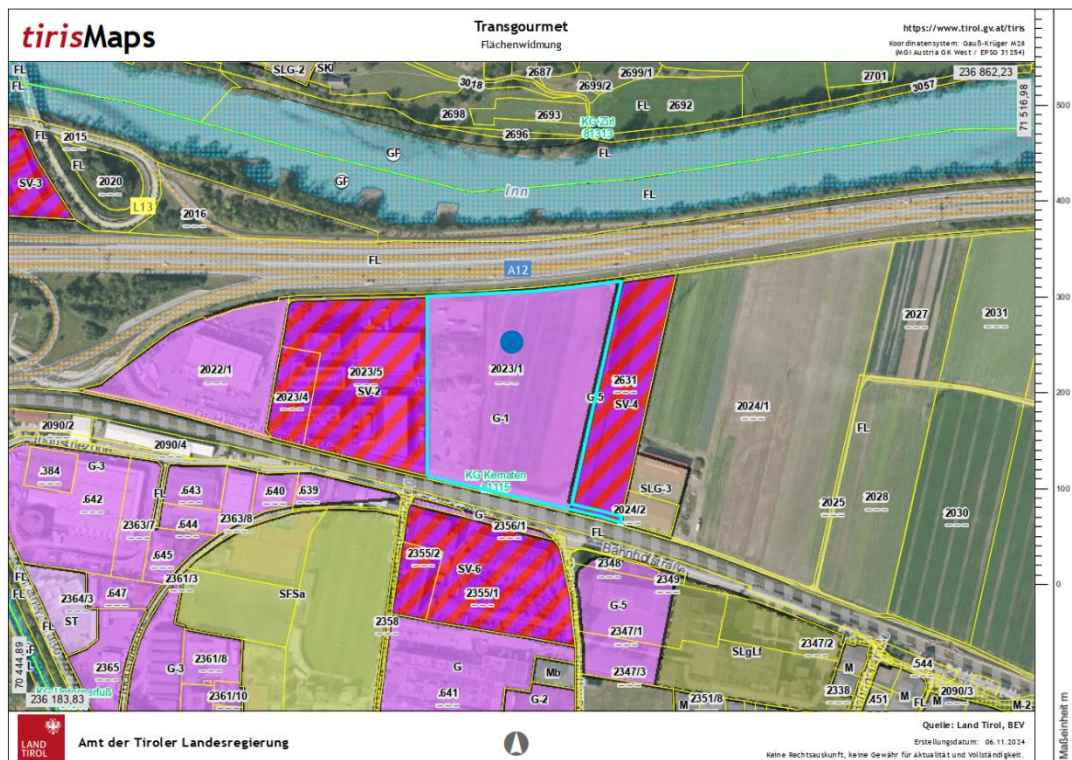 tirisMaps
Transgourmet
Flächenwidmung
https://www.tirol.gv.at/tiris
Koordinatensystem: Gauß-Krüger M28
(MGI Austria GK West / EPSG 31254)
236 862,23
71 516,98
FL
FL
SLG-2
SKI
3018
2687
2699/1
2699/2
2701
3057
2698
2693
FL
2692
KG Zirl
81313
2696
FL
GF
GF
Inn
FL
FL
2015
FL
2020
SV-3
L13
2016
FL
A12
2027
2031
2022/1
2023/5
SV-2
2023/4
2023/1
G-1
G-5
2631
SV-4
2024/1
FL
2025
2028
2030
SLG-3
2024/2
FL
KG Kematen
81115
Bahnhofstraße
2090/2
2090/4
.384
G-3
.642
FL
.643
.640
.639
.644
2363/8
2363/7
.645
2361/3
.647
2364/3
ST
FL
FL
SFSa
2358
G
2356/1
2355/2
SV-6
2355/1
2348
2349
G-5
2347/1
2347/3
SLgLf
2347/2
M
.544
2338
.451
M
FL
M
2090/3
M-2
2365
G-3
2361/8
2361/10
G
.641
Mb
G-2
2351/8
M
70 444,89
236 183,83
500
400
300
200
100
0
Maßeinheit m
LAND
TIROL
Amt der Tiroler Landesregierung
Quelle: Land Tirol, BEV
Erstellungsdatum: 06.11.2024
Keine Rechtsauskunft, keine Gewähr für Aktualität und Vollständigkeit.